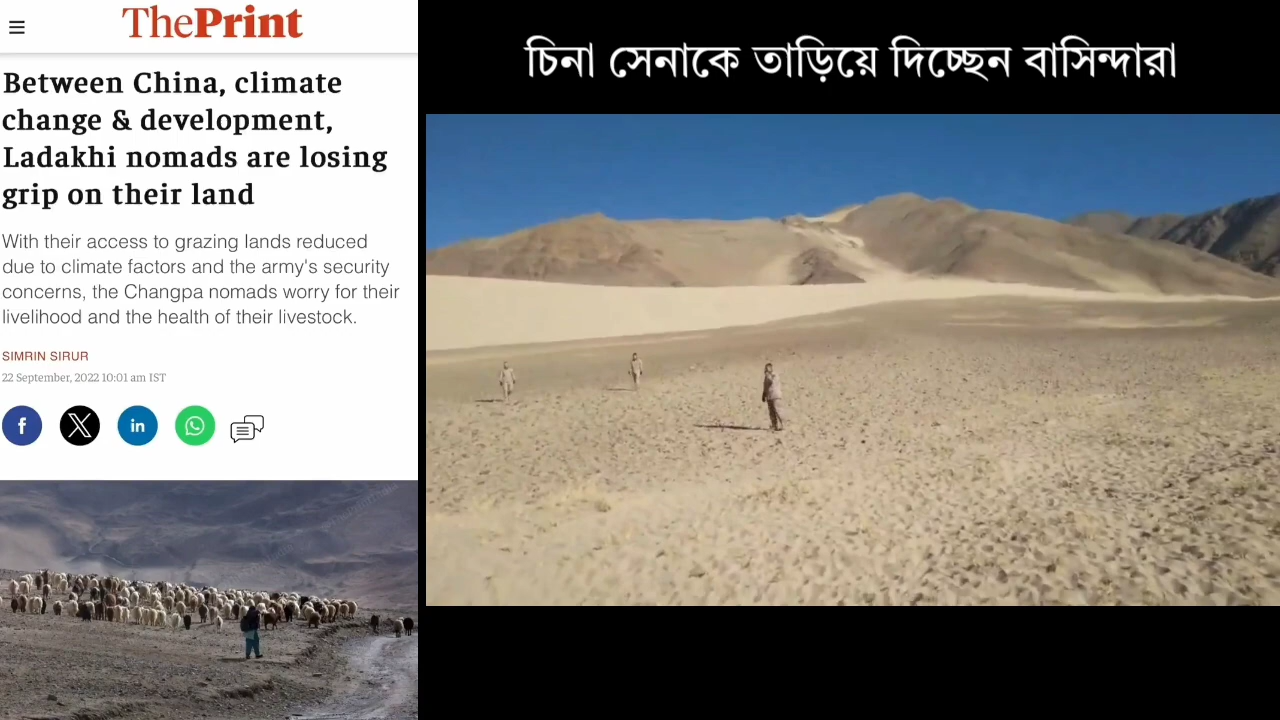 ThePrint
Between China, climate
change & development,
Ladakhi nomads are losing
grip on their land
With their access to grazing lands reduced
due to climate factors and the army's security
concerns, the Changpa nomads worry for their
livelihood and the health of their livestock.
SIMRIN SIRUR
22 September, 2022 10:01 am IST
চিনা সেনাকে তাড়িয়ে দিচ্ছেন বাসিন্দারা